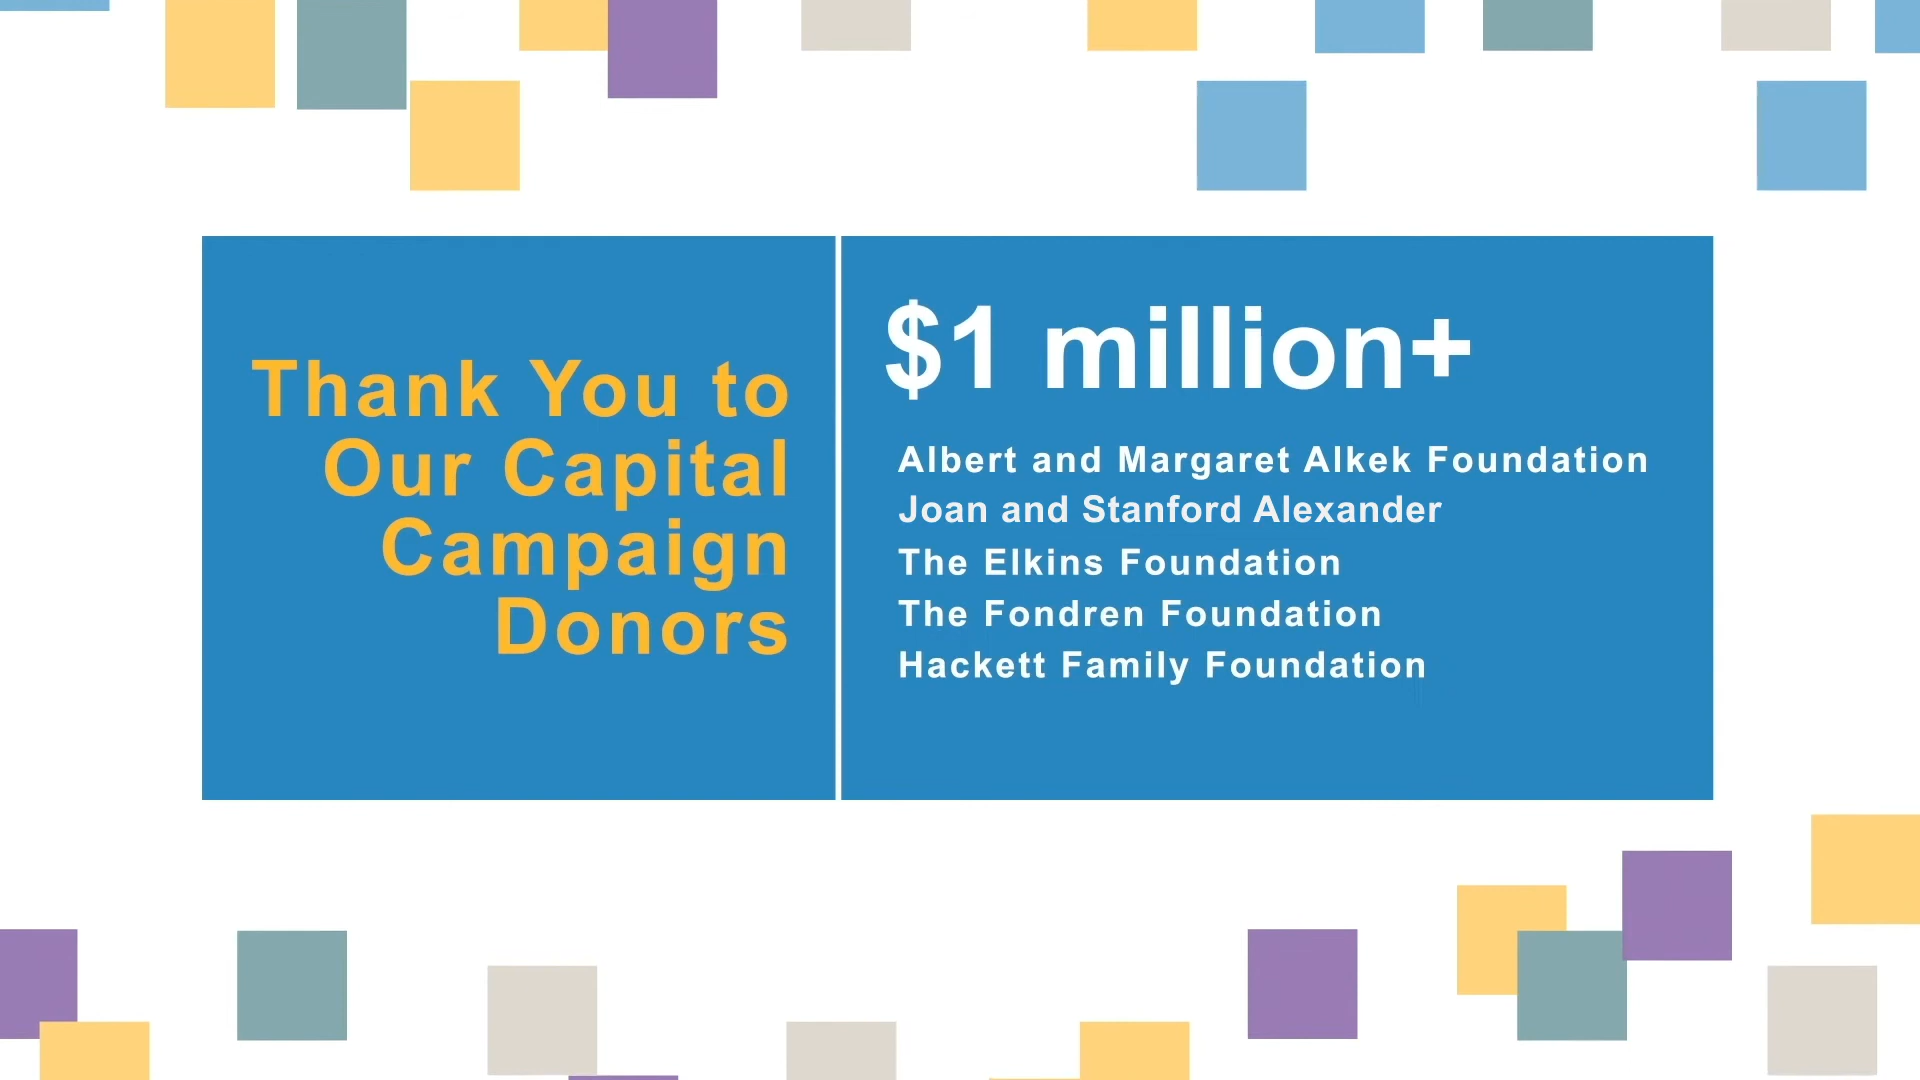 Thank You to
Our Capital
Campaign
Donors
$1 million+
Albert and Margaret Alkek Foundation
Joan and Stanford Alexander
The Elkins Foundation
The Fondren Foundation
Hackett Family Foundation